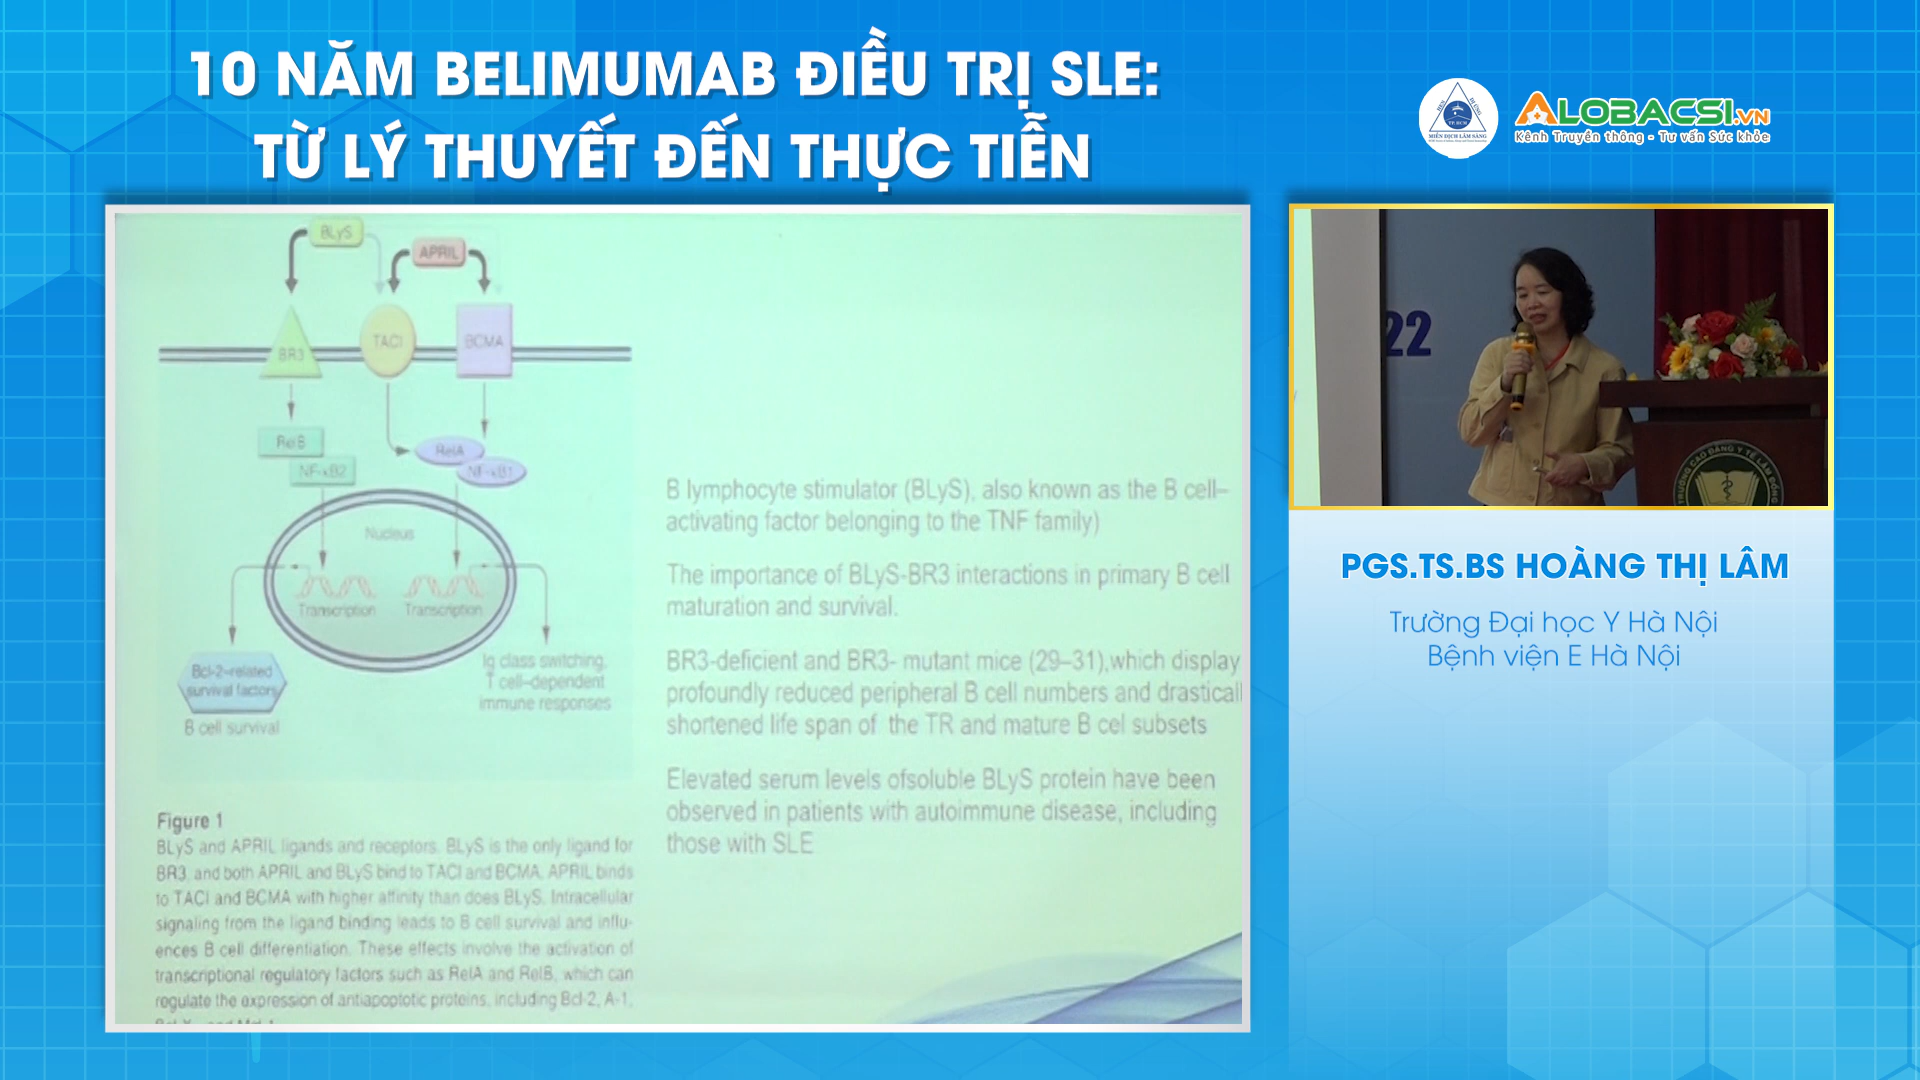 10 NĂM BELIMUMAB ĐIỀU TRỊ SLE:
TỪ LÝ THUYẾT ĐẾN THỰC TIỄN
MIỄN DỊCH LÂM SÀNG
ALOBACSI.VN
Kênh Truyền thông - Tư vấn Sức khỏe
BLyS
APRIL
BR3
TACI
BCMA
RelB
NF-κB2
RelA
NF-κB1
Nucleus
Transcription
Transcription
Bcl-2-related
survival factors
B cell survival
Ig class switching,
T cell-dependent
immune responses
Figure 1
BLyS and APRIL ligands and receptors. BLyS is the only ligand for
BR3, and both APRIL and BLyS bind to TACI and BCMA. APRIL binds
to TACI and BCMA with higher affinity than does BLyS. Intracellular
signaling from the ligand binding leads to B cell survival and influ-
ences B cell differentiation. These effects involve the activation of
transcriptional regulatory factors such as RelA and RelB, which can
regulate the expression of antiapoptotic proteins, including Bcl-2, A-1,
B lymphocyte stimulator (BLyS), also known as the B cell–
activating factor belonging to the TNF family)
The importance of BLyS-BR3 interactions in primary B cell
maturation and survival.
BR3-deficient and BR3- mutant mice (29–31),which display
profoundly reduced peripheral B cell numbers and drasticall
shortened life span of the TR and mature B cel subsets
Elevated serum levels ofsoluble BLyS protein have been
observed in patients with autoimmune disease, including
those with SLE
22
TRƯỜNG CAO ĐẲNG Y TẾ LÂM ĐỒNG
PGS.TS.BS HOÀNG THỊ LÂM
Trường Đại học Y Hà Nội
Bệnh viện E Hà Nội